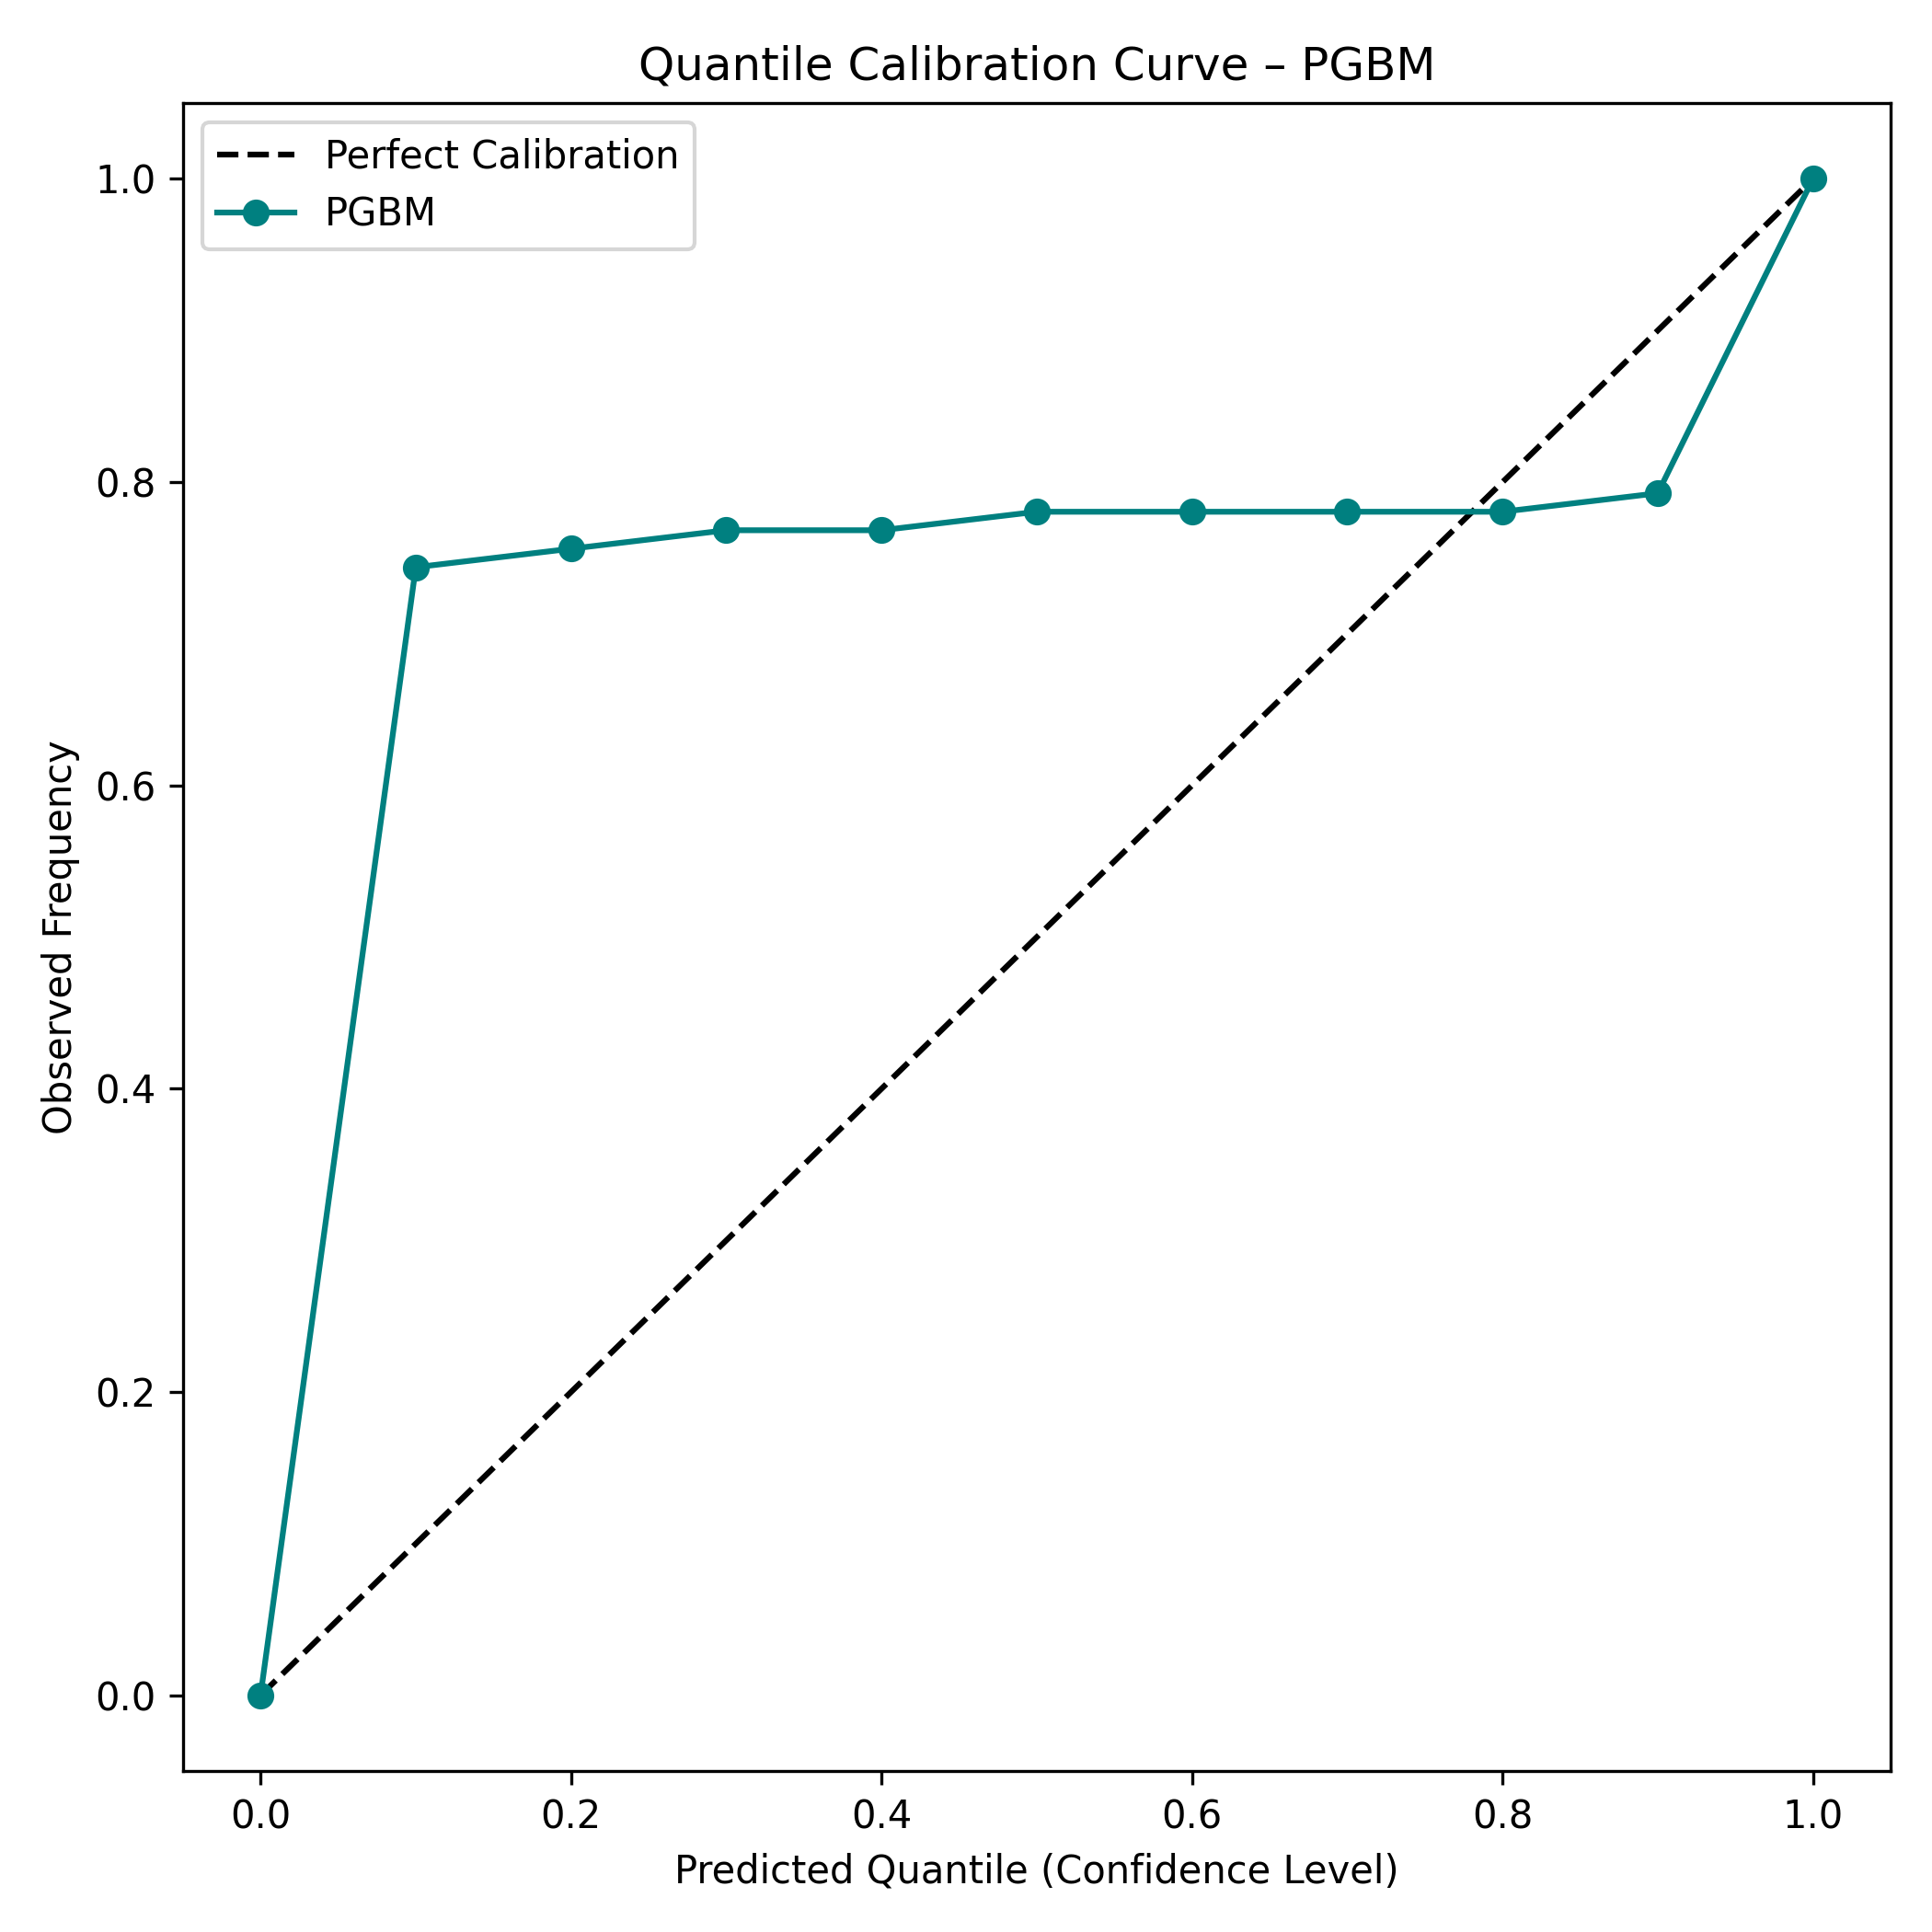 Quantile Calibration Curve – PGBM
Perfect Calibration
PGBM
1.0
0.8
0.6
0.4
0.2
0.0
Observed Frequency
0.0 0.2 0.4 0.6 0.8 1.0
Predicted Quantile (Confidence Level)